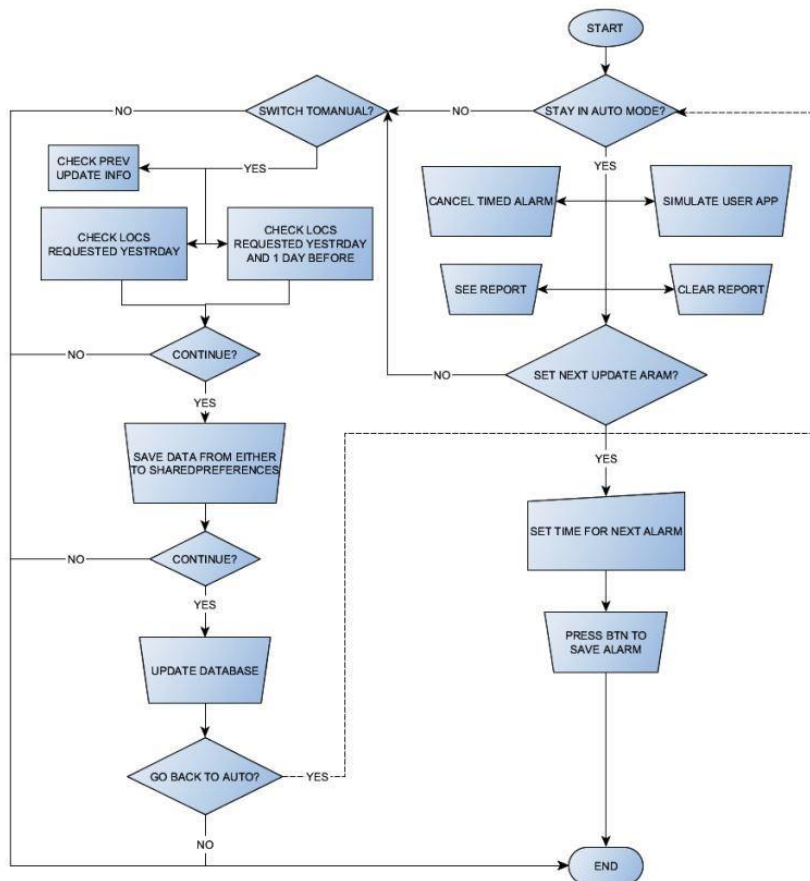 START
STAY IN AUTO MODE?
NO
SWITCH TOMANUAL?
NO
YES
CHECK PREV
UPDATE INFO
YES
CANCEL TIMED ALARM
SIMULATE USER APP
CHECK LOCS
REQUESTED YESTRDAY
CHECK LOCS
REQUESTED YESTRDAY
AND 1 DAY BEFORE
SEE REPORT
CLEAR REPORT
CONTINUE?
NO
YES
SET NEXT UPDATE ARAM?
NO
YES
SAVE DATA FROM EITHER
TO SHAREDPREFERENCES
SET TIME FOR NEXT ALARM
CONTINUE?
NO
YES
PRESS BTN TO
SAVE ALARM
UPDATE DATABASE
GO BACK TO AUTO?
YES
NO
END